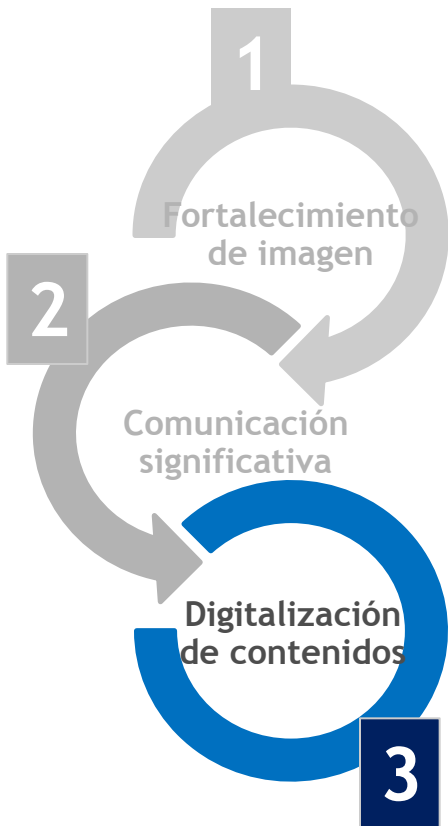 1
Fortalecimiento
de imagen
2
Comunicación
significativa
Digitalización
de contenidos
3